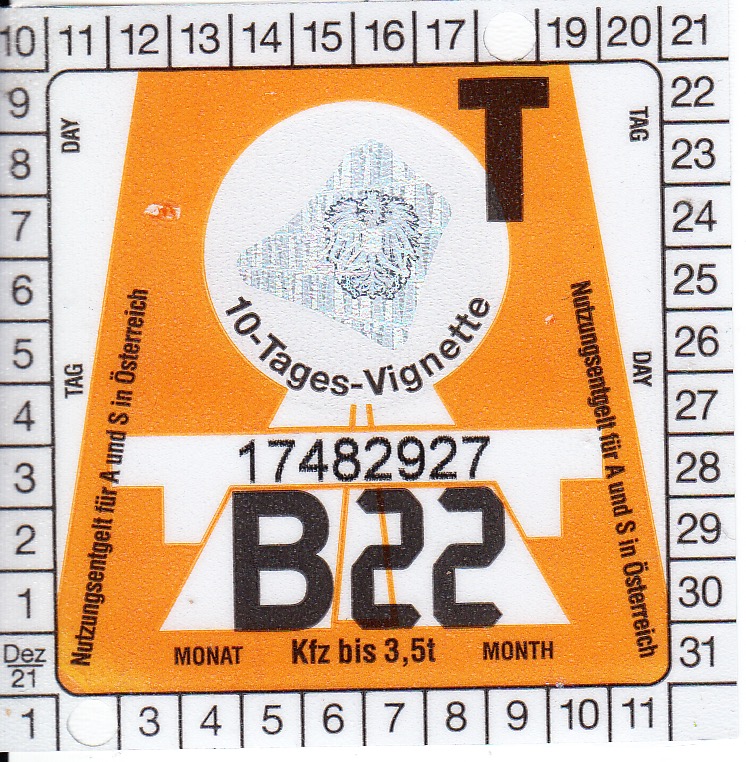 10 11 12 13 14 15 16 17 19 20 21
9 22
8 23
7 24
6 25
5 26
4 27
3 28
2 29
1 30
Dez 21 31
1 3 4 5 6 7 8 9 10 11
DAY
TAG
T
10-Tages-Vignette
TAG
DAY
Nutzungsentgelt für A und S in Österreich
Nutzungsentgelt für A und S in Österreich
17482927
B22
MONAT Kfz bis 3,5t MONTH